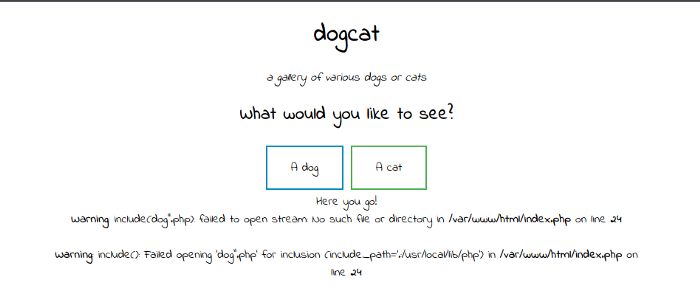 dogcat
a gallery of various dogs or cats
What would you like to see?
A dog
A cat
Here you go!
Warning: include(dog".php): failed to open stream: No such file or directory in /var/www/html/index.php on line 24
Warning: include(): Failed opening 'dog".php' for inclusion (include_path='.:/usr/local/lib/php') in /var/www/html/index.php on
line 24